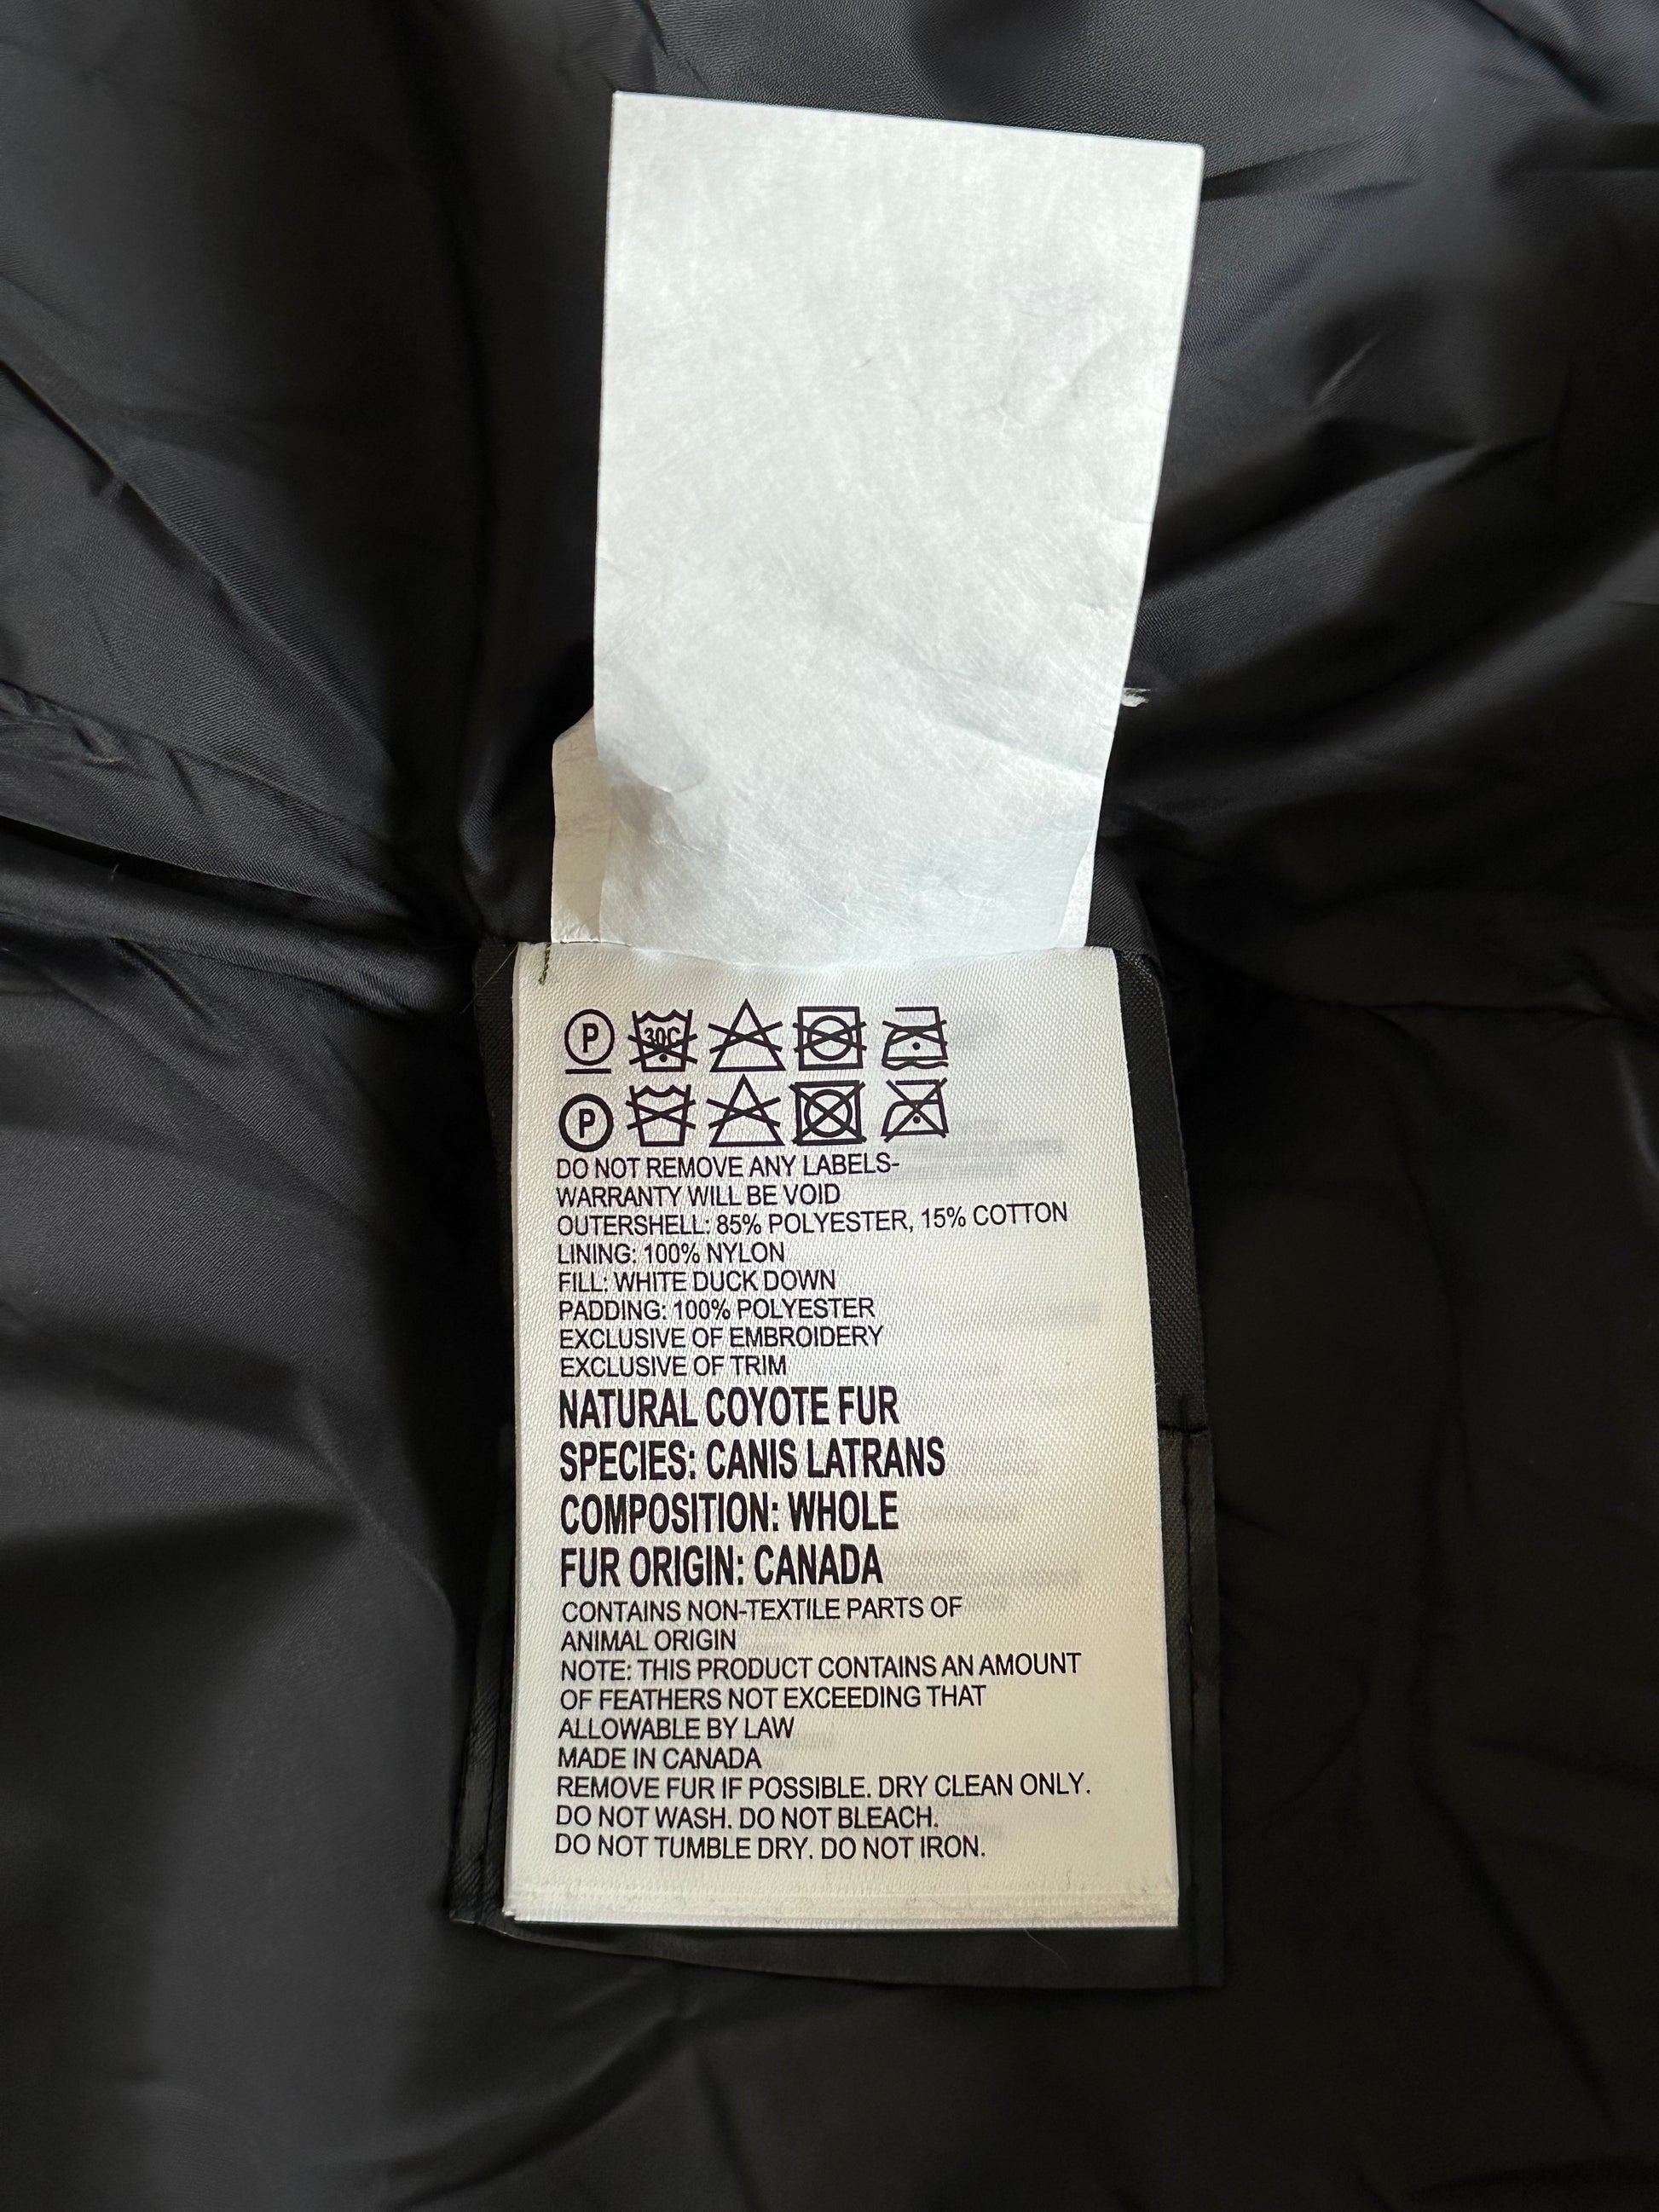 P 30C
P
DO NOT REMOVE ANY LABELS-
WARRANTY WILL BE VOID
OUTERSHELL: 85% POLYESTER, 15% COTTON
LINING: 100% NYLON
FILL: WHITE DUCK DOWN
PADDING: 100% POLYESTER
EXCLUSIVE OF EMBROIDERY
EXCLUSIVE OF TRIM
NATURAL COYOTE FUR
SPECIES: CANIS LATRANS
COMPOSITION: WHOLE
FUR ORIGIN: CANADA
CONTAINS NON-TEXTILE PARTS OF
ANIMAL ORIGIN
NOTE: THIS PRODUCT CONTAINS AN AMOUNT
OF FEATHERS NOT EXCEEDING THAT
ALLOWABLE BY LAW
MADE IN CANADA
REMOVE FUR IF POSSIBLE. DRY CLEAN ONLY.
DO NOT WASH. DO NOT BLEACH.
DO NOT TUMBLE DRY. DO NOT IRON.